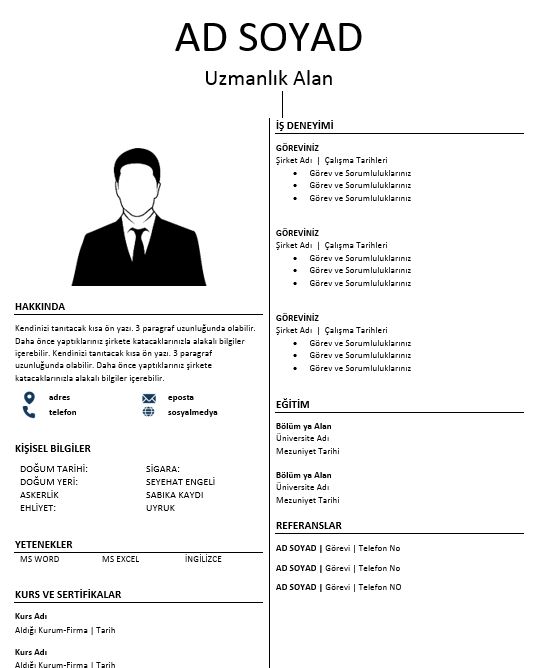 AD SOYAD
Uzmanlık Alan
HAKKINDA
Kendinizi tanıtacak kısa ön yazı. 3 paragraf uzunluğunda olabilir.
Daha önce yaptıklarınız şirkete katacaklarınızla alakalı bilgiler
içerebilir. Kendinizi tanıtacak kısa ön yazı. 3 paragraf
uzunluğunda olabilir. Daha önce yaptıklarınız şirkete
katacaklarınızla alakalı bilgiler içerebilir.
adres eposta
telefon sosyalmedya
KİŞİSEL BİLGİLER
DOĞUM TARİHİ: SİGARA:
DOĞUM YERİ: SEYEHAT ENGELİ
ASKERLİK SABIKA KAYDI
EHLİYET: UYRUK
YETENEKLER
MS WORD MS EXCEL İNGİLİZCE
KURS VE SERTİFİKALAR
Kurs Adı
Aldığı Kurum-Firma | Tarih
Kurs Adı
Aldığı Kurum-Firma | Tarih
İŞ DENEYİMİ
GÖREVİNİZ
Şirket Adı | Çalışma Tarihleri
• Görev ve Sorumluluklarınız
• Görev ve Sorumluluklarınız
• Görev ve Sorumluluklarınız
GÖREVİNİZ
Şirket Adı | Çalışma Tarihleri
• Görev ve Sorumluluklarınız
• Görev ve Sorumluluklarınız
• Görev ve Sorumluluklarınız
GÖREVİNİZ
Şirket Adı | Çalışma Tarihleri
• Görev ve Sorumluluklarınız
• Görev ve Sorumluluklarınız
• Görev ve Sorumluluklarınız
EĞİTİM
Bölüm ya Alan
Üniversite Adı
Mezuniyet Tarihi
Bölüm ya Alan
Üniversite Adı
Mezuniyet Tarihi
REFERANSLAR
AD SOYAD | Görevi | Telefon No
AD SOYAD | Görevi | Telefon No
AD SOYAD | Görevi | Telefon NO